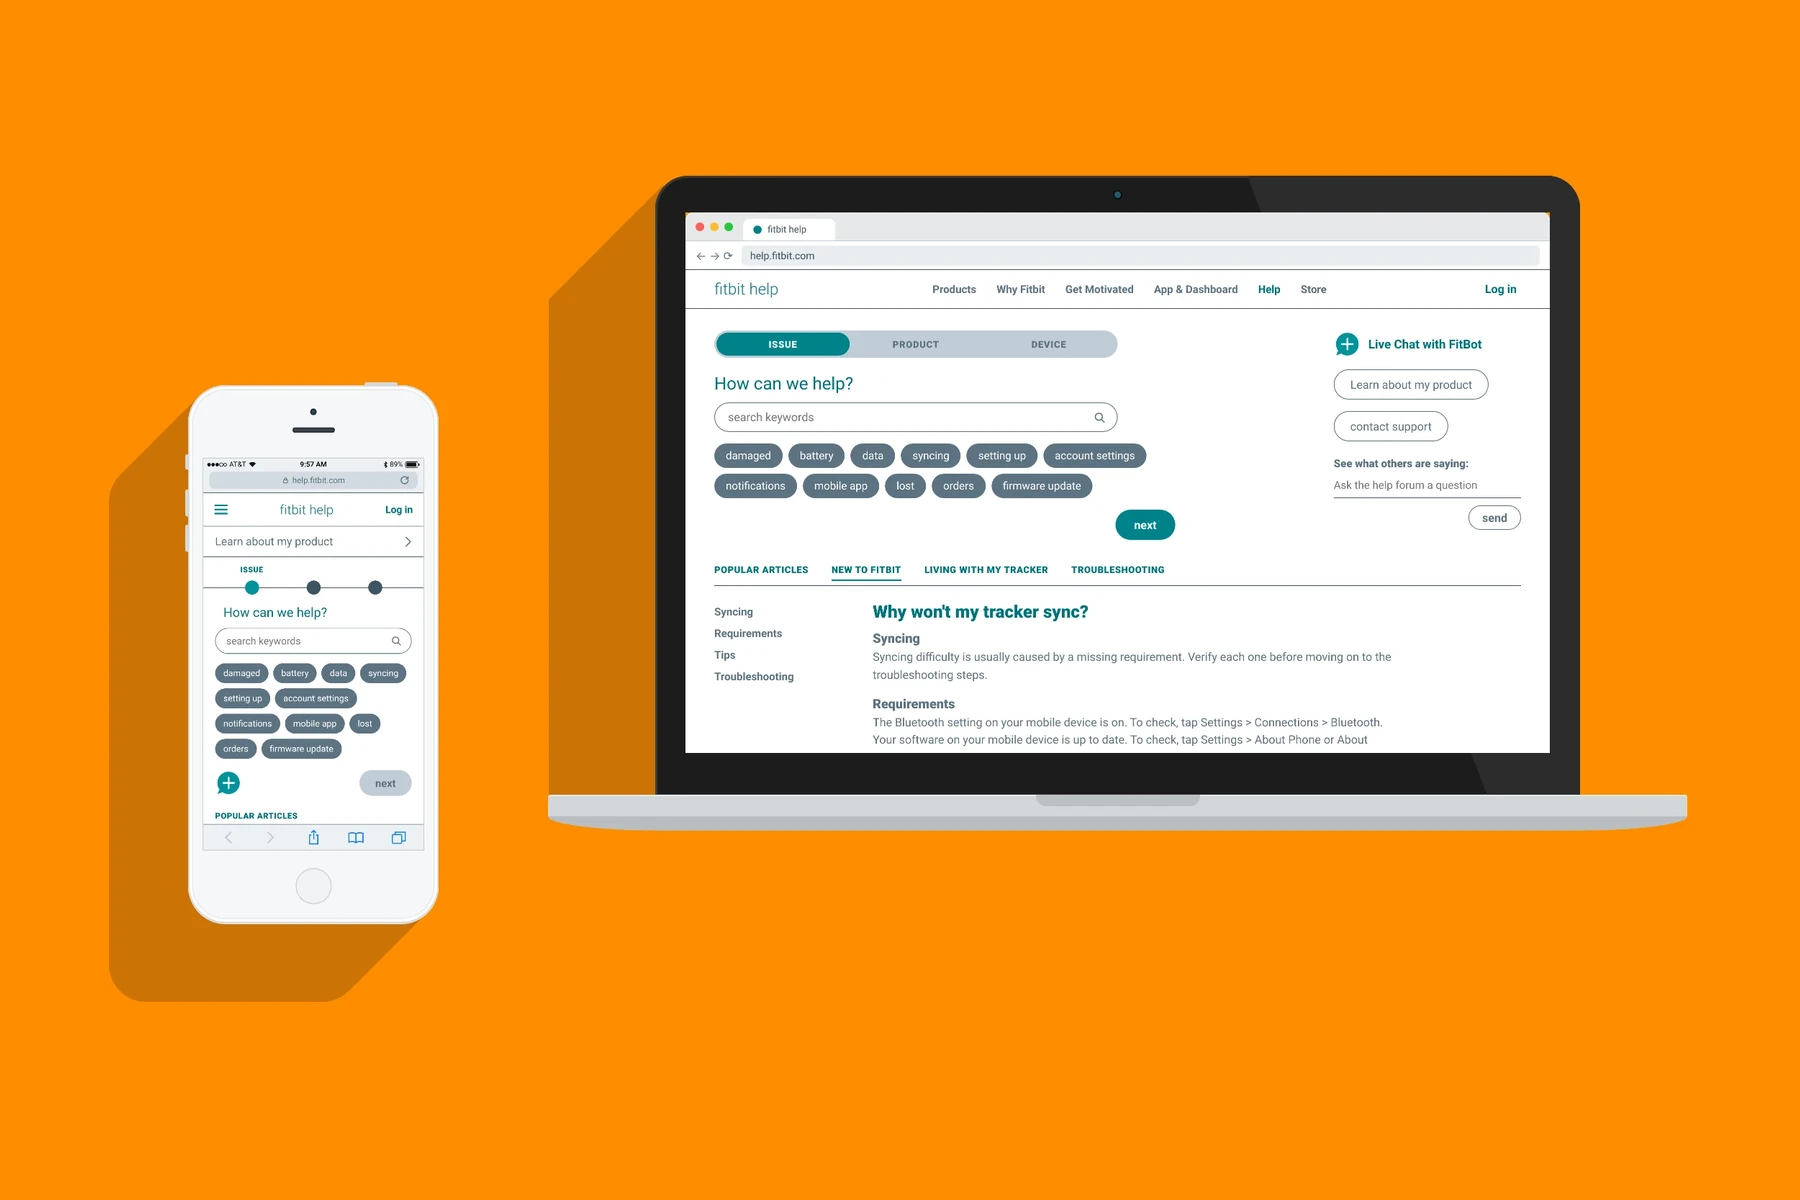 AT&T 9:57 AM 89%
help.fitbit.com
fitbit help Log in
Learn about my product
ISSUE
How can we help?
search keywords
damaged battery data syncing
setting up account settings
notifications mobile app lost
orders firmware update
next
POPULAR ARTICLES
fitbit help
help.fitbit.com
fitbit help Products Why Fitbit Get Motivated App & Dashboard Help Store Log in
ISSUE PRODUCT DEVICE
How can we help?
search keywords
damaged battery data syncing setting up account settings
notifications mobile app lost orders firmware update
next
Live Chat with FitBot
Learn about my product
contact support
See what others are saying:
Ask the help forum a question
send
POPULAR ARTICLES NEW TO FITBIT LIVING WITH MY TRACKER TROUBLESHOOTING
Syncing
Requirements
Tips
Troubleshooting
Why won't my tracker sync?
Syncing
Syncing difficulty is usually caused by a missing requirement. Verify each one before moving on to the
troubleshooting steps.
Requirements
The Bluetooth setting on your mobile device is on. To check, tap Settings > Connections > Bluetooth.
Your software on your mobile device is up to date. To check, tap Settings > About Phone or About